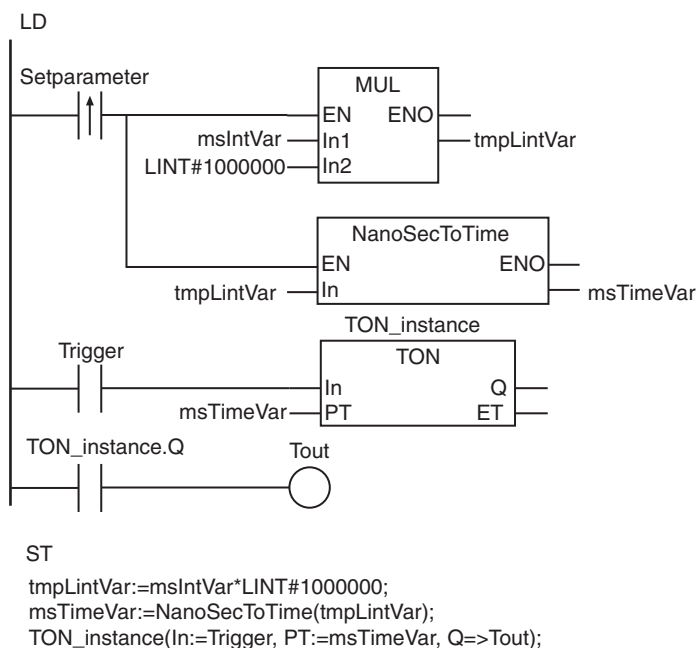 LD
Setparameter
MUL
EN ENO
msIntVar In1 tmpLintVar
LINT#1000000 In2
NanoSecToTime
EN ENO
tmpLintVar In msTimeVar
TON_instance
Trigger TON
In Q
msTimeVar PT ET
TON_instance.Q Tout
ST
tmpLintVar:=msIntVar*LINT#1000000;
msTimeVar:=NanoSecToTime(tmpLintVar);
TON_instance(In:=Trigger, PT:=msTimeVar, Q=>Tout);